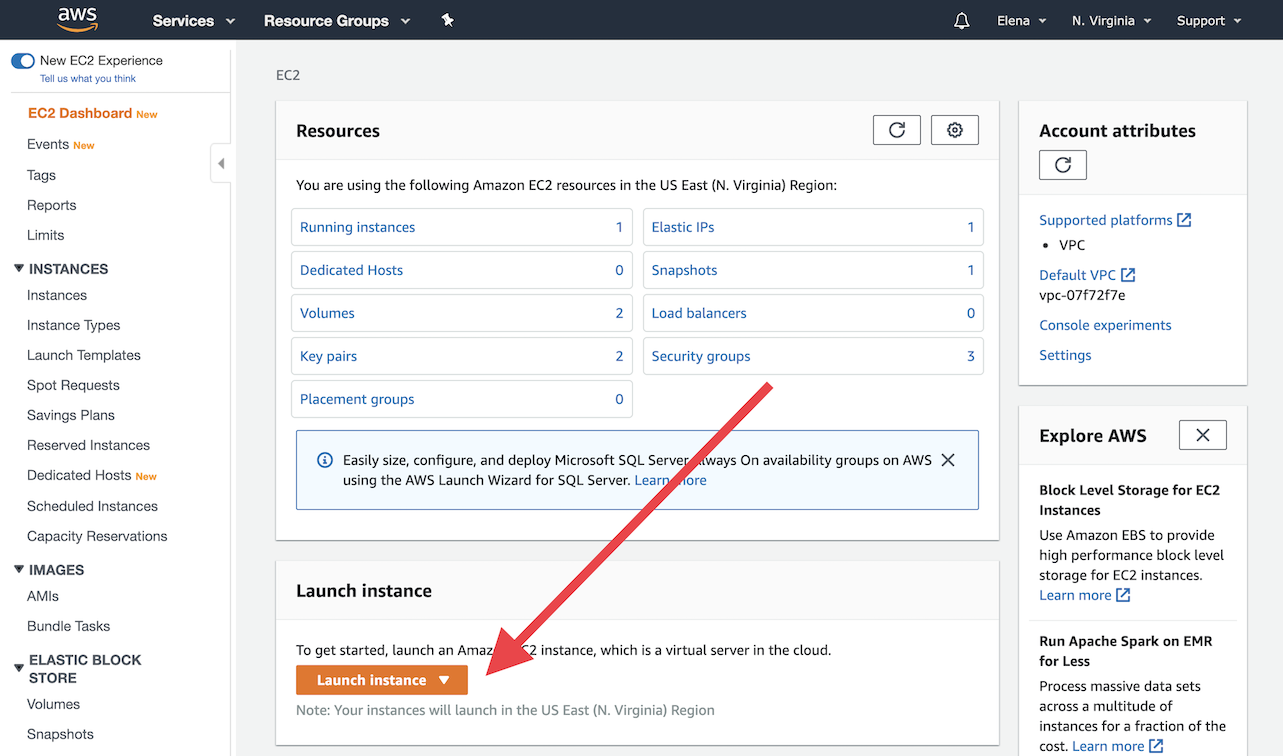 aws Services Resource Groups Elena N. Virginia Support
New EC2 Experience
Tell us what you think
EC2 Dashboard New
Events New
Tags
Reports
Limits
INSTANCES
Instances
Instance Types
Launch Templates
Spot Requests
Savings Plans
Reserved Instances
Dedicated Hosts New
Scheduled Instances
Capacity Reservations
IMAGES
AMIs
Bundle Tasks
ELASTIC BLOCK
STORE
Volumes
Snapshots
EC2
Resources
You are using the following Amazon EC2 resources in the US East (N. Virginia) Region:
Running instances 1
Elastic IPs 1
Dedicated Hosts 0
Snapshots 1
Volumes 2
Load balancers 0
Key pairs 2
Security groups 3
Placement groups 0
Easily size, configure, and deploy Microsoft SQL Server Always On availability groups on AWS
using the AWS Launch Wizard for SQL Server. Learn more
Launch instance
To get started, launch an Amazon EC2 instance, which is a virtual server in the cloud.
Launch instance
Note: Your instances will launch in the US East (N. Virginia) Region
Account attributes
Supported platforms
• VPC
Default VPC
vpc-07f72f7e
Console experiments
Settings
Explore AWS
Block Level Storage for EC2
Instances
Use Amazon EBS to provide
high performance block level
storage for EC2 instances.
Learn more
Run Apache Spark on EMR
for Less
Process massive data sets
across a multitude of
instances for a fraction of the
cost. Learn more